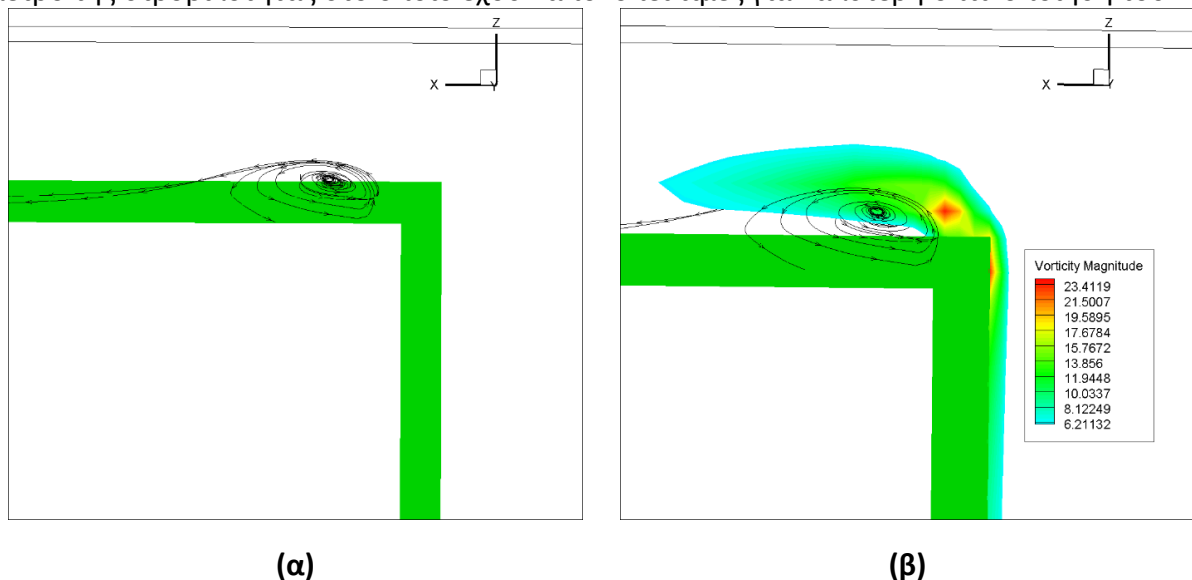 Z
X
Y
Z
X
Y
Vorticity Magnitude
23.4119
21.5007
19.5895
17.6784
15.7672
13.856
11.9448
10.0337
8.12249
6.21132
(α)
(β)